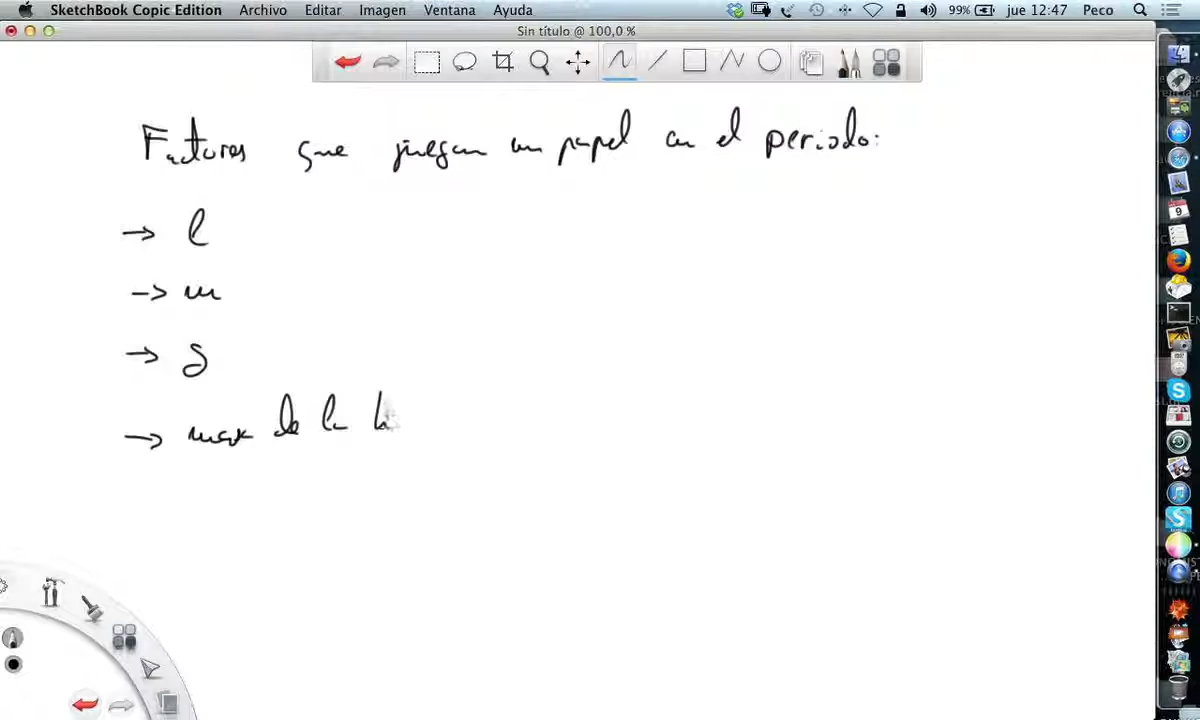 SketchBook Copic Edition Archivo Editar Imagen Ventana Ayuda 99% jue 12:47 Peco
Sin título @ 100,0 %
Factores que juegan un papel en el periodo:
→ l
→ m
→ g
→ masa de la